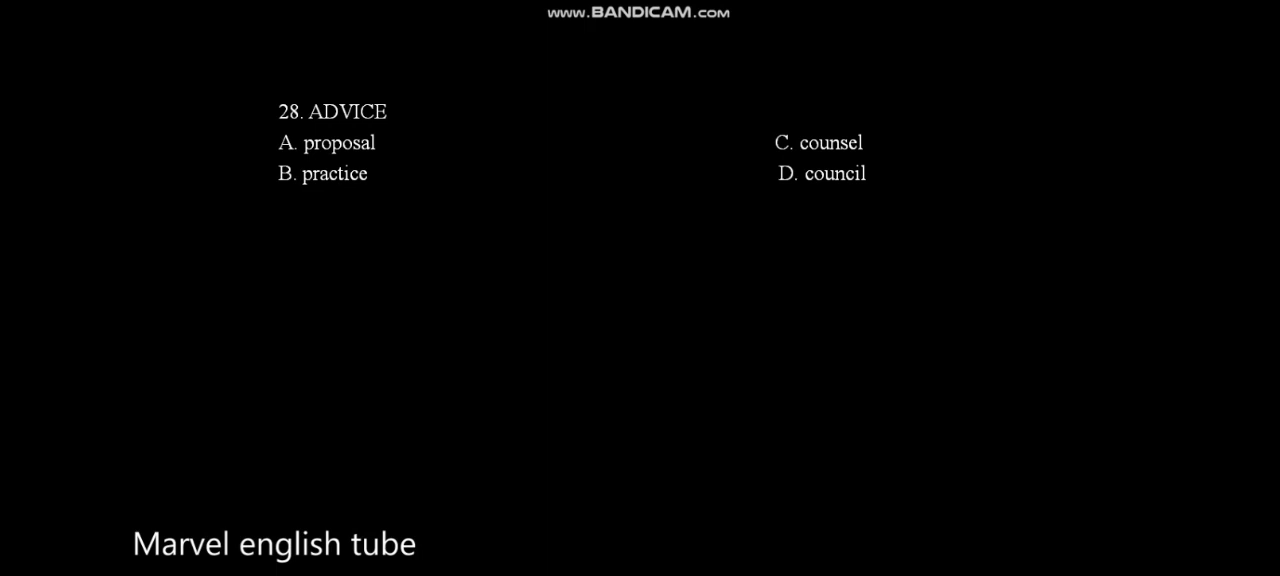 www.BANDICAM.com
28. ADVICE
A. proposal C. counsel
B. practice D. council
Marvel english tube